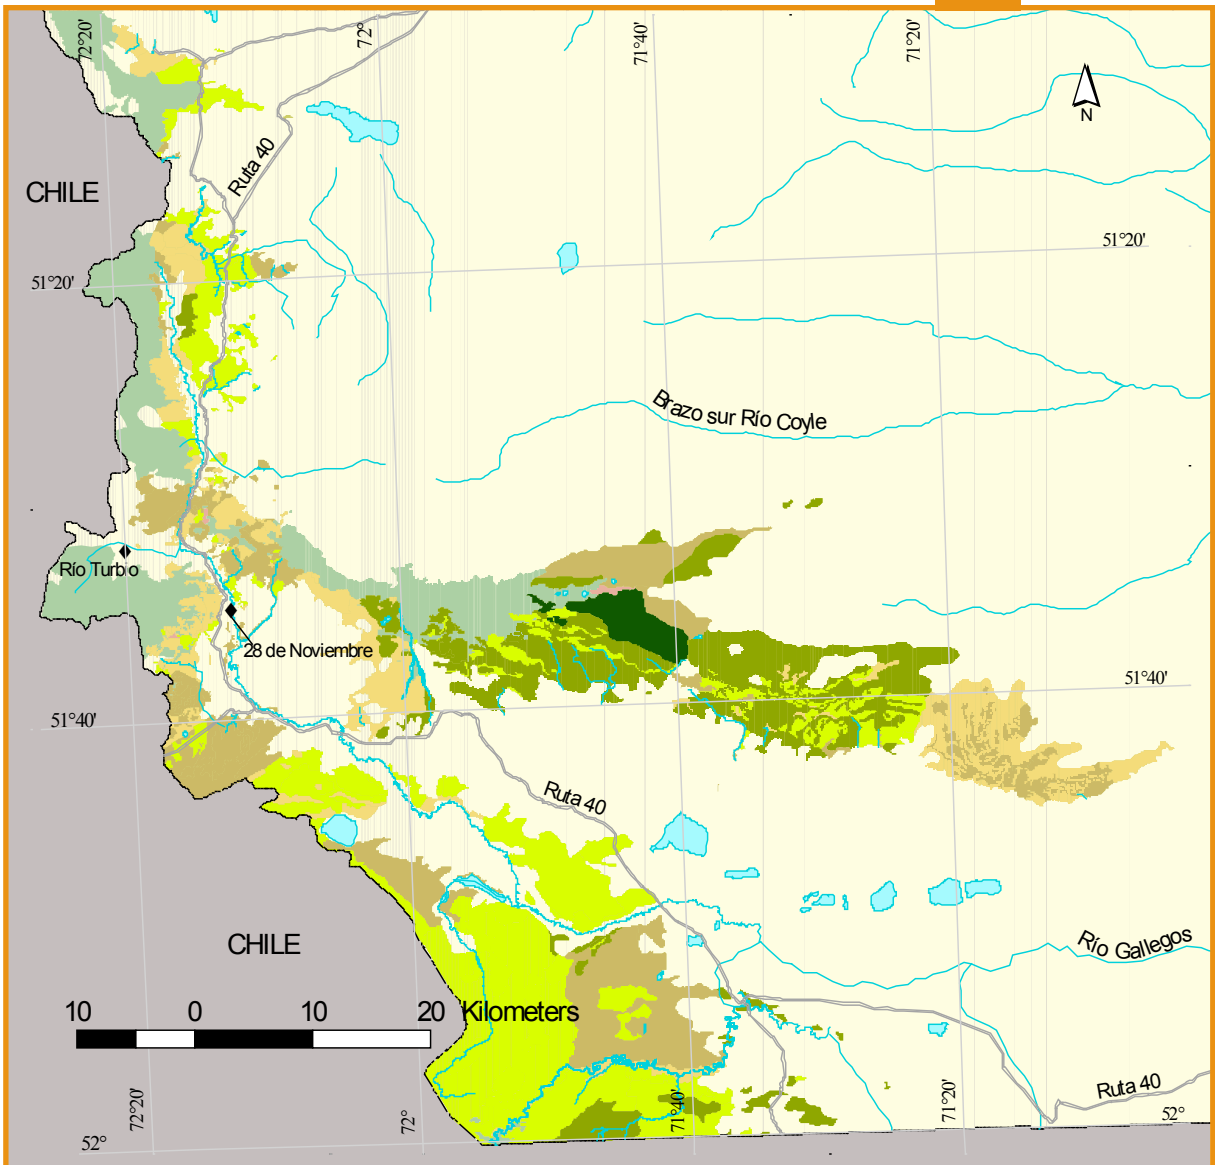 72°20'
72°
71°40'
71°20'
N
Ruta 40
CHILE
51°20'
51°20'
Brazo sur Río Coyle
Río Turbio
28 de Noviembre
51°40'
51°40'
Ruta 40
CHILE
Río Gallegos
10 0 10 20 Kilometers
72°20'
72°
71°40'
71°20'
Ruta 40
52°
52°